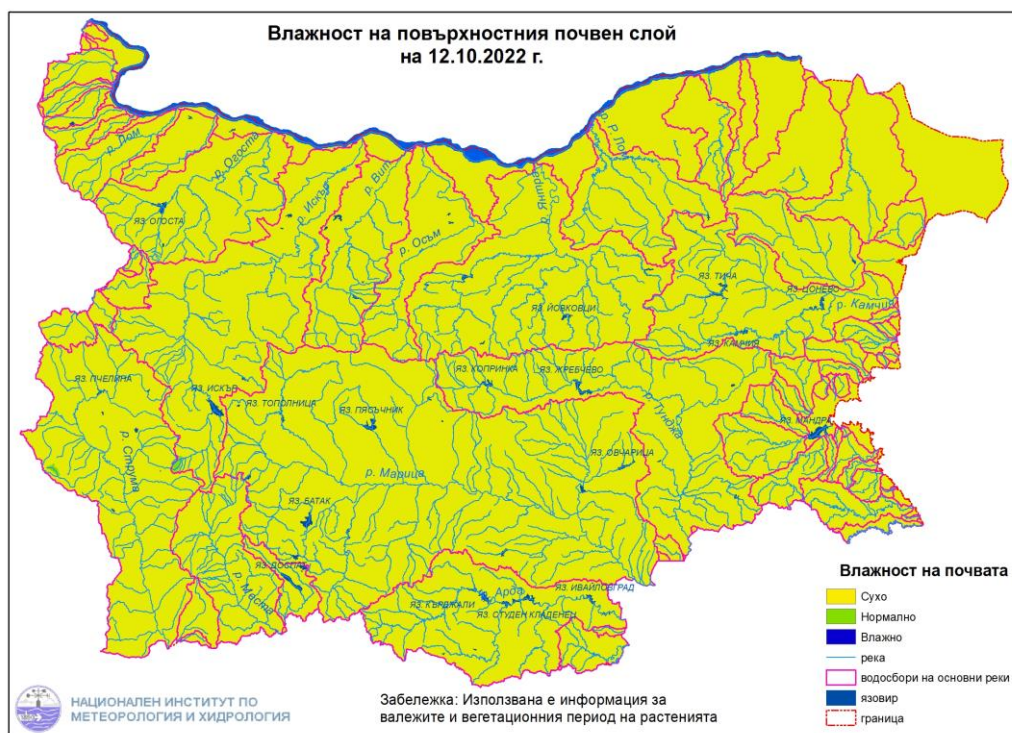 Влажност на повърхностния почвен слой
на 12.10.2022 г.
р. Лом
р. Огоста
р. Искър
р. Вит
р. Осъм
р. Янтра
р. Р Лом
ЯЗ. ОГОСТА
ЯЗ. ТИЧА
ЯЗ. ЦОНЕВО
р. Камчия
ЯЗ. ЙОВКОВЦИ
ЯЗ. КАМЧИЯ
ЯЗ. ПЧЕЛИНА
ЯЗ. ИСКЪР
ЯЗ. ТОПОЛНИЦА
ЯЗ. ПЯСЪЧНИК
ЯЗ. КОПРИНКА
ЯЗ. ЖРЕБЧЕВО
р. Тунджа
ЯЗ. МАНДРА
р. Струма
р. Марица
ЯЗ. ОВЧАРИЦА
ЯЗ. БАТАК
ЯЗ. ДОСПАТ
р. Места
ЯЗ. КЪРДЖАЛИ
р. Арда
ЯЗ. ИВАЙЛОВГРАД
ЯЗ. СТУДЕН КЛАДЕНЕЦ
Влажност на почвата
Сухо
Нормално
Влажно
река
водосбори на основни реки
язовир
граница
НАЦИОНАЛЕН ИНСТИТУТ ПО
МЕТЕОРОЛОГИЯ И ХИДРОЛОГИЯ
Забележка: Използвана е информация за
валежите и вегетационния период на растенията